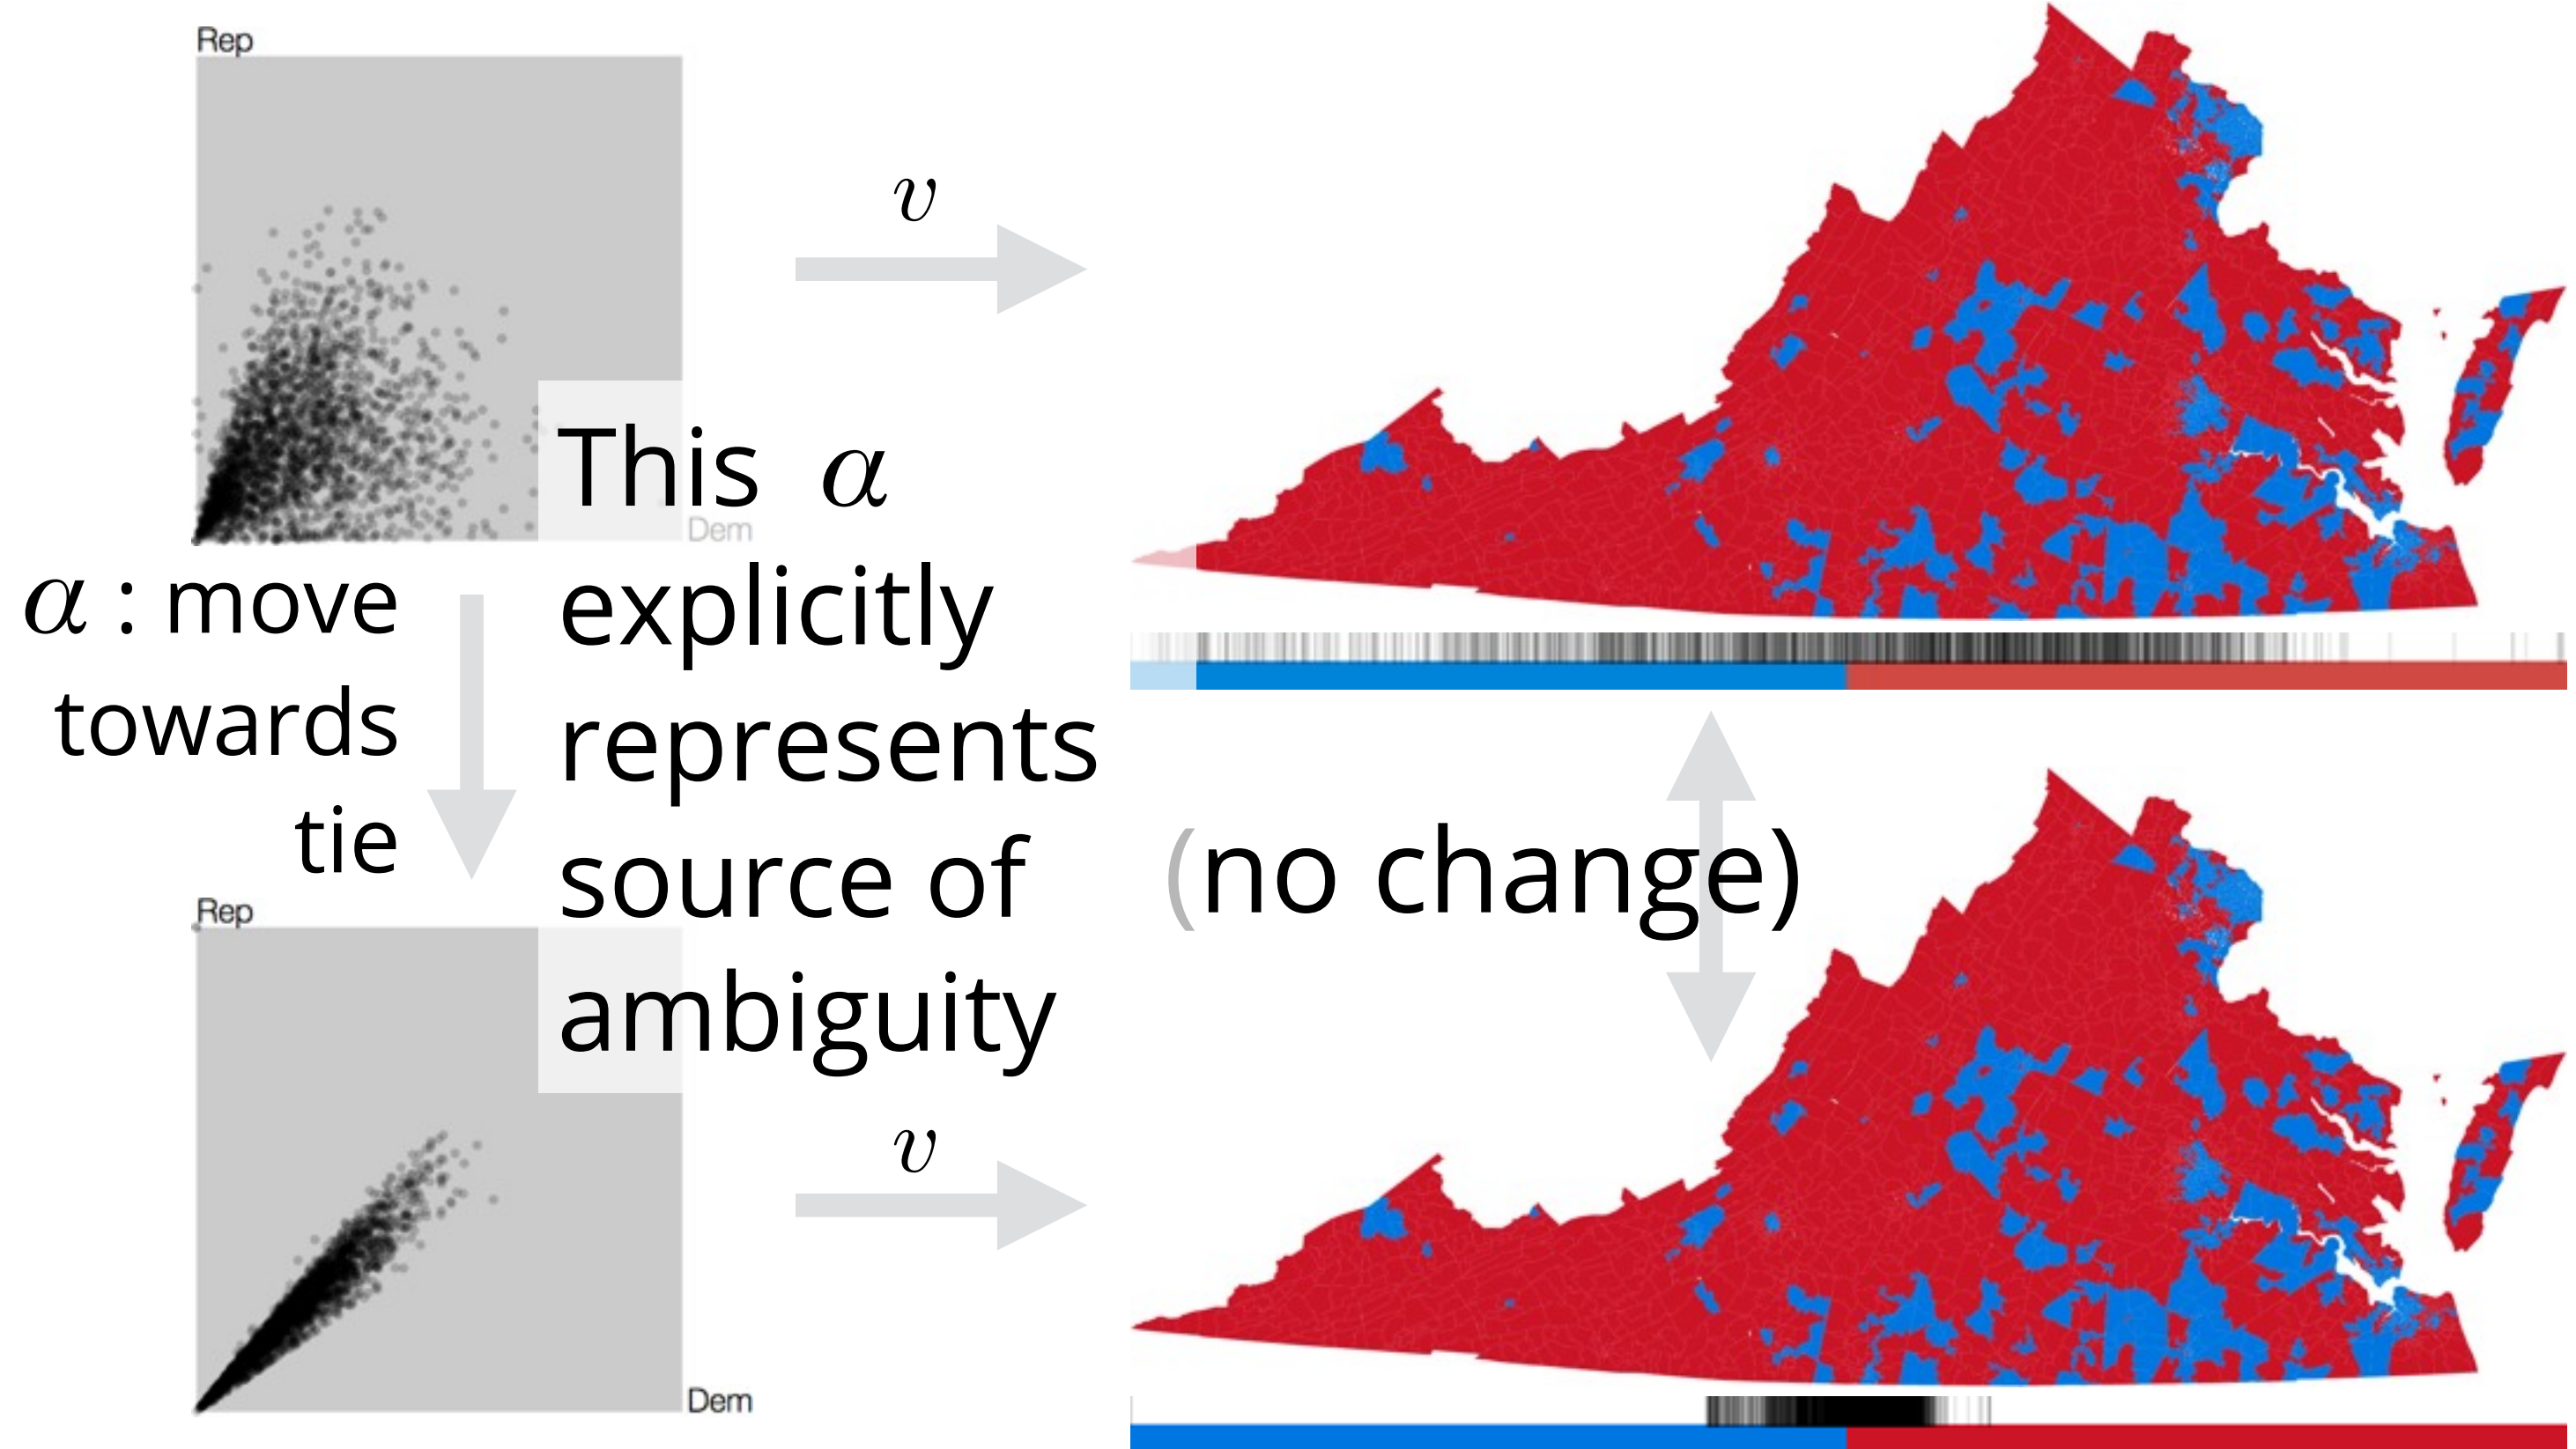 Rep
v
This α
Dem
α : move
explicitly
towards
represents
tie
source of
(no change)
Rep
ambiguity
v
Dem